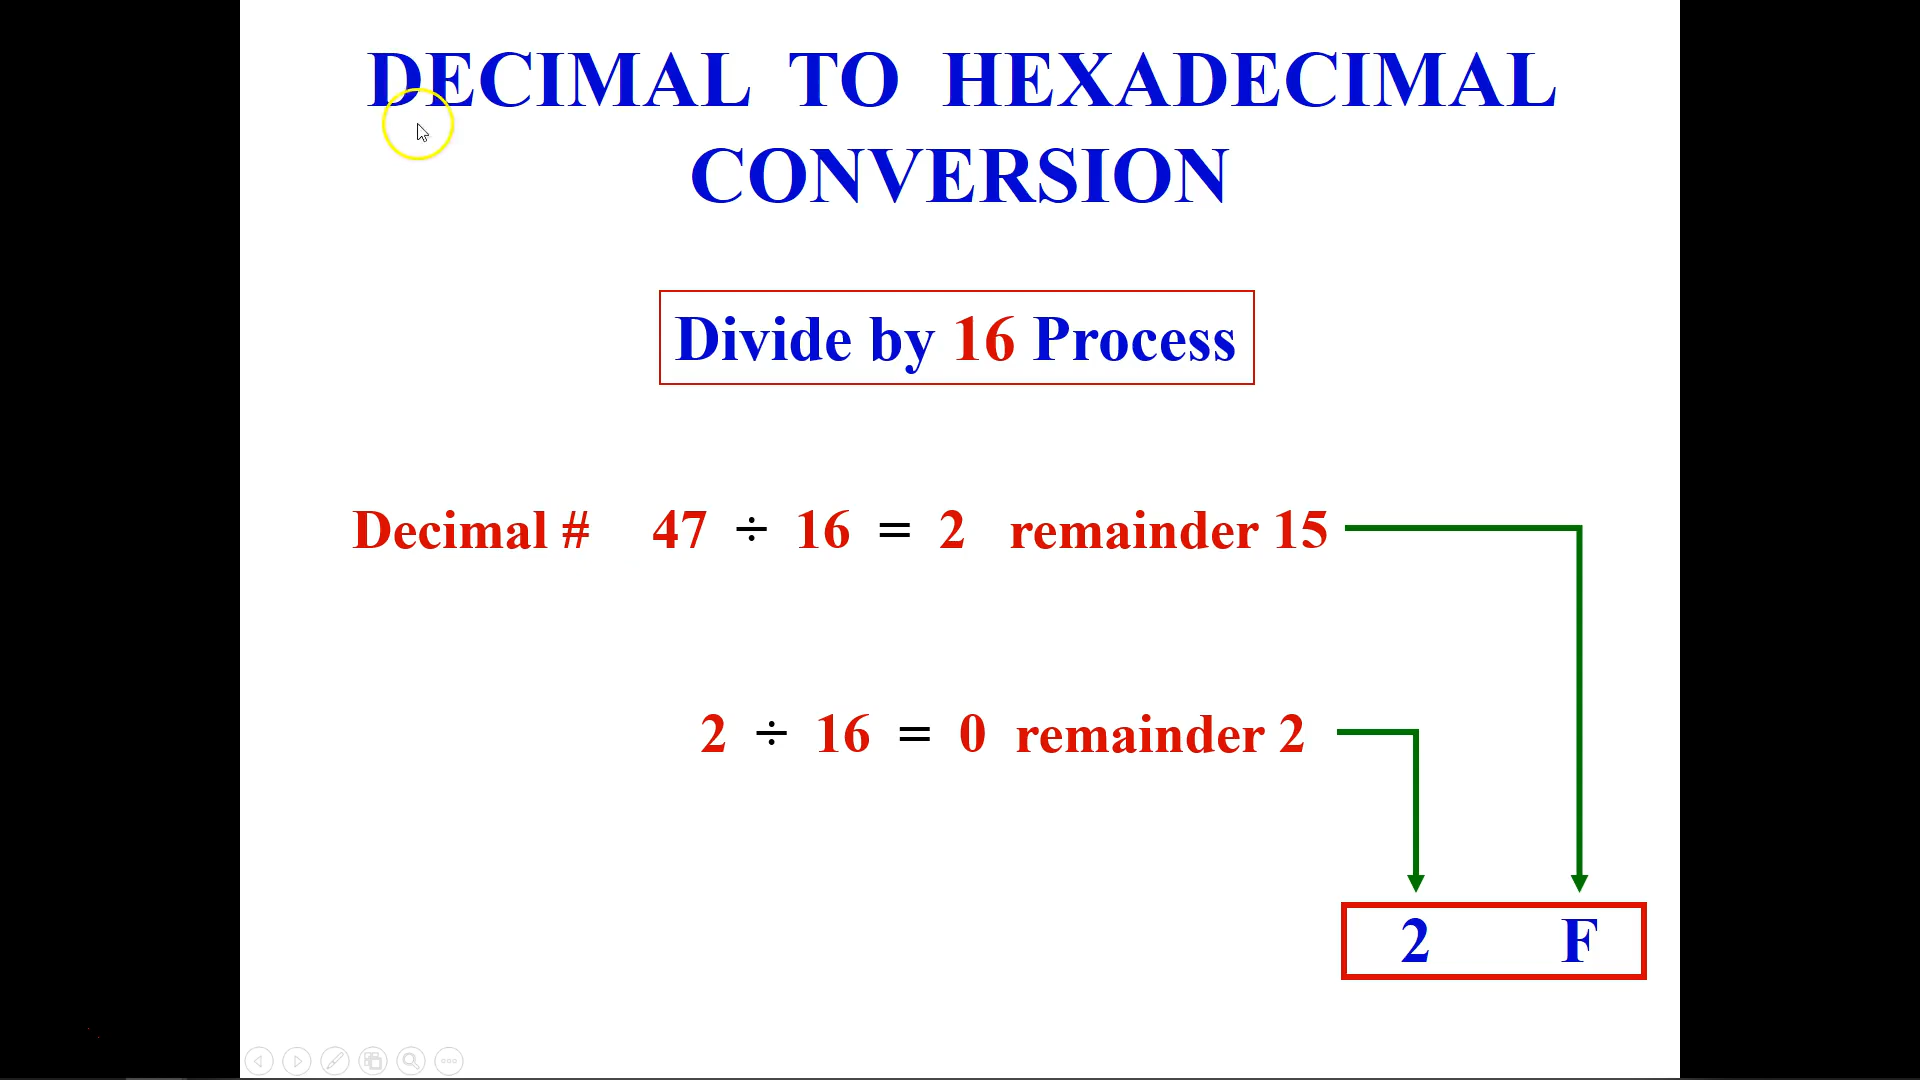 DECIMAL TO HEXADECIMAL
CONVERSION
Divide by 16 Process
Decimal # 47 ÷ 16 = 2 remainder 15
2 ÷ 16 = 0 remainder 2
2 F